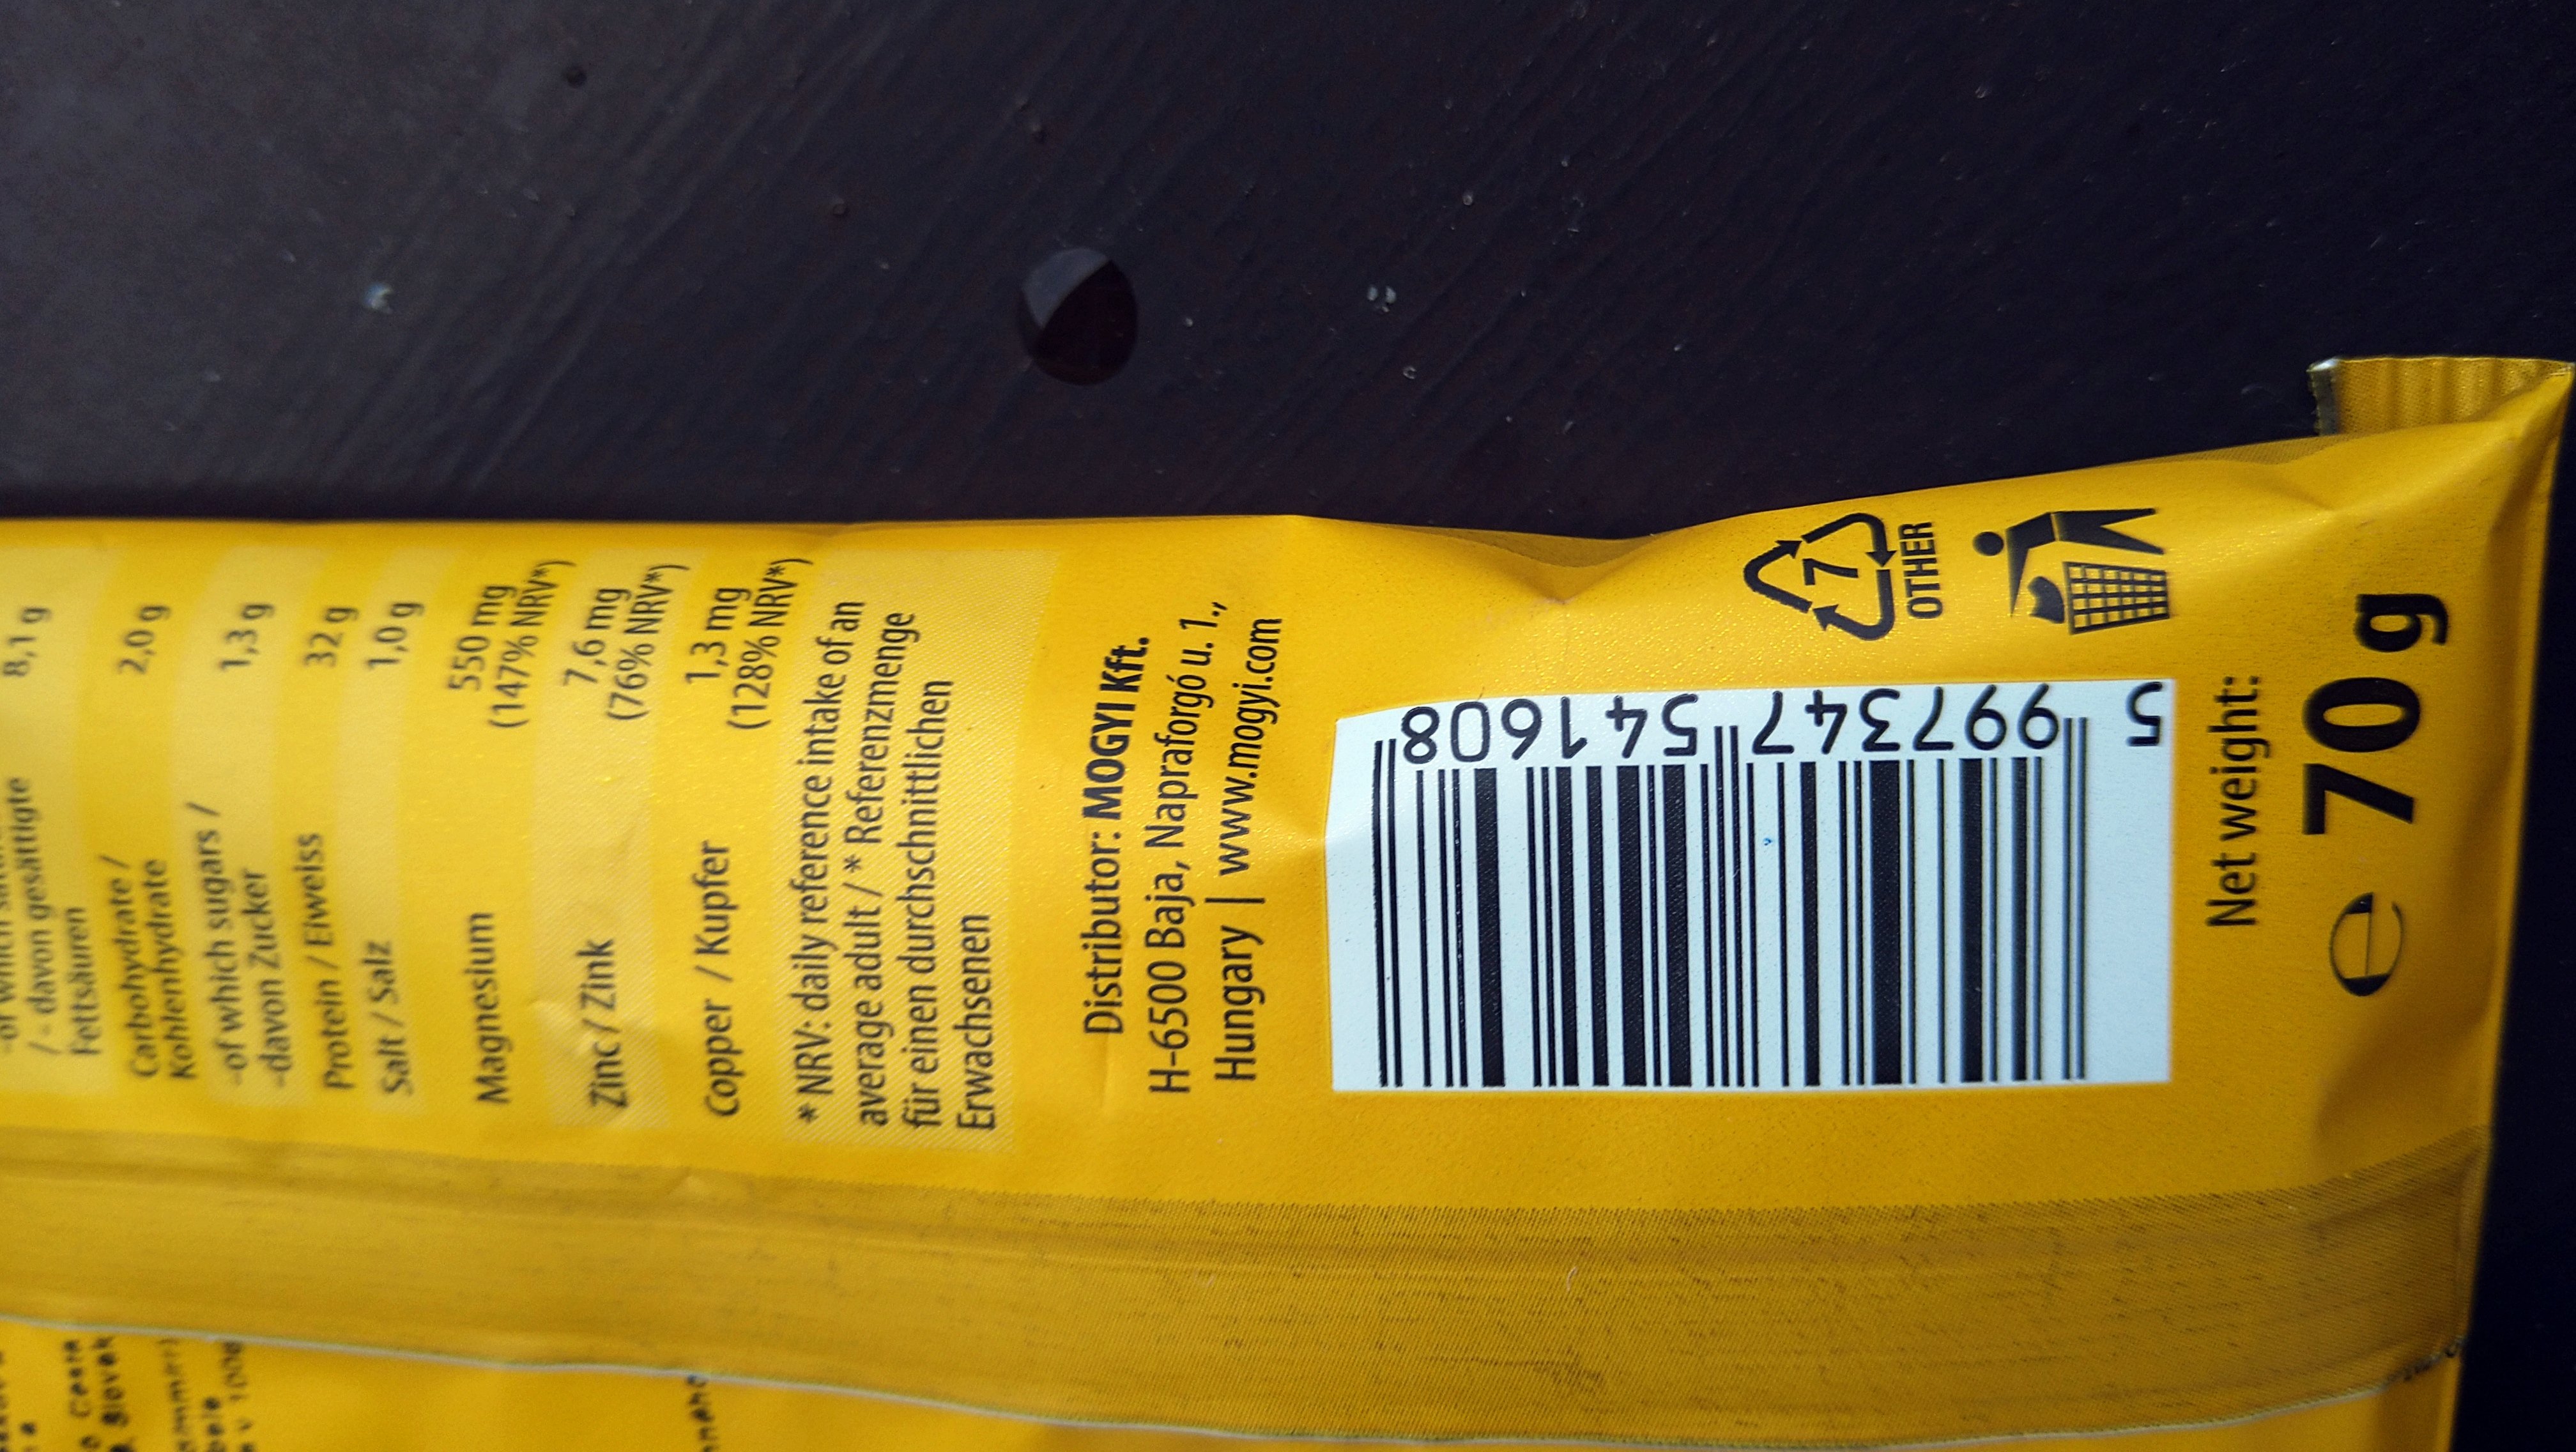 8,1 g
/ - davon gesättigte
Fettsäuren
Carbohydrate / 2,0 g
Kohlenhydrate
-of which sugars / 1,3 g
-davon Zucker
Protein / Eiweiss 32 g
Salt / Salz 1,0 g
Magnesium 550 mg
(147% NRV*)
Zinc / Zink 7,6 mg
(76% NRV*)
Copper / Kupfer 1,3 mg
(128% NRV*)
* NRV: daily reference intake of an
average adult / * Referenzmenge
für einen durchschnittlichen
Erwachsenen
Distributor: MOGYI Kft.
H-6500 Baja, Napraforgó u. 1.,
Hungary | www.mogyi.com
7
OTHER
5 997347 541608
Net weight:
e 70 g